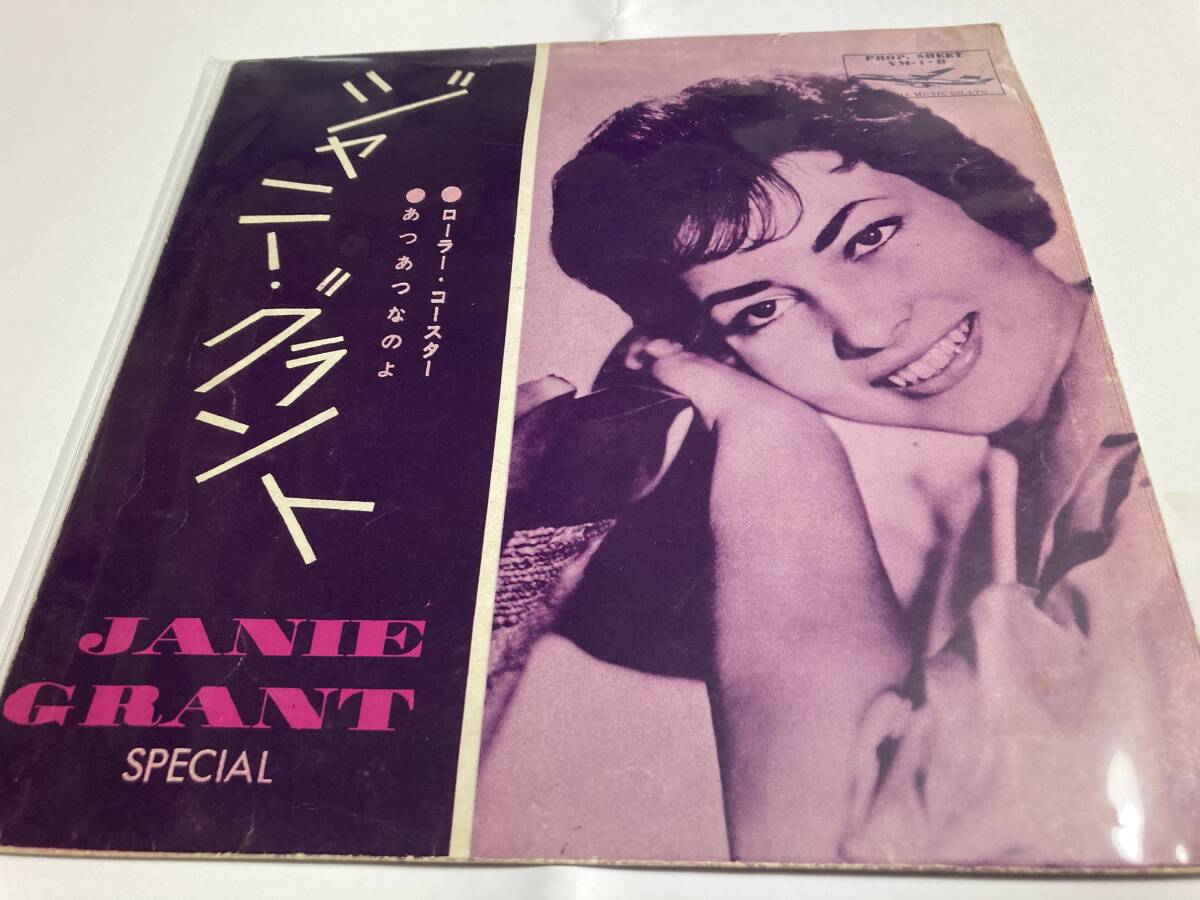 ジャニー・グラント
●ローラー・コースター
●あつあつなのよ
JANIE
GRANT
SPECIAL
PROP. SHEET
YM-1-B
MUSIC CO.,LTD